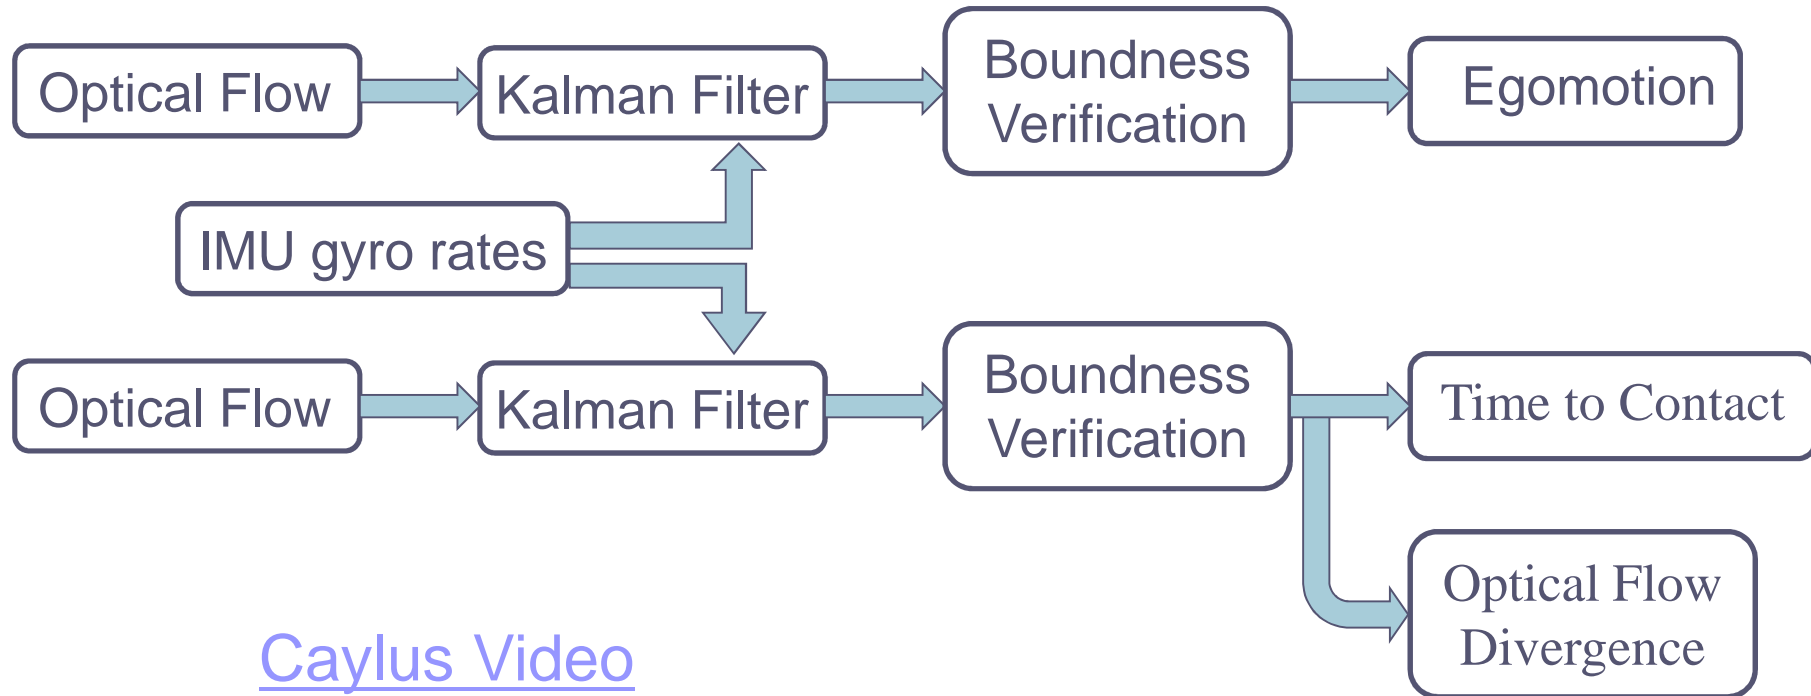 Optical Flow
Kalman Filter
Boundness
Verification
Egomotion
IMU gyro rates
Optical Flow
Kalman Filter
Boundness
Verification
Time to Contact
Optical Flow
Divergence
Caylus Video